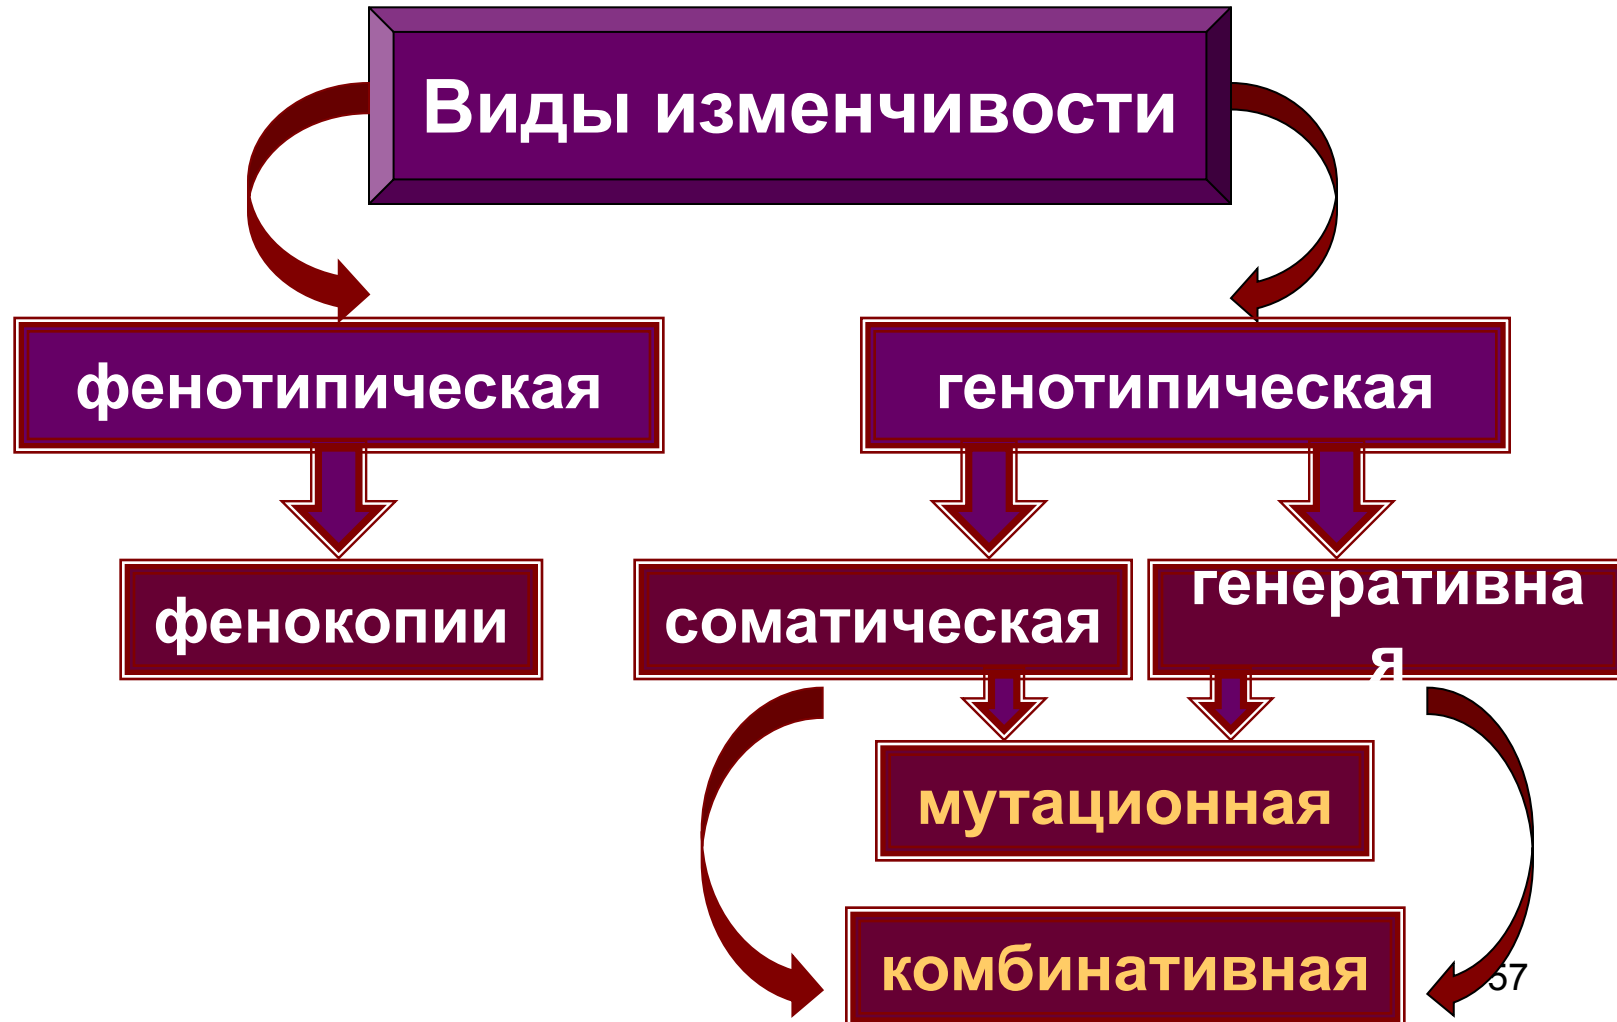 Виды изменчивости
фенотипическая
генотипическая
фенокопии
соматическая
генеративна
я
мутационная
комбинативная
57